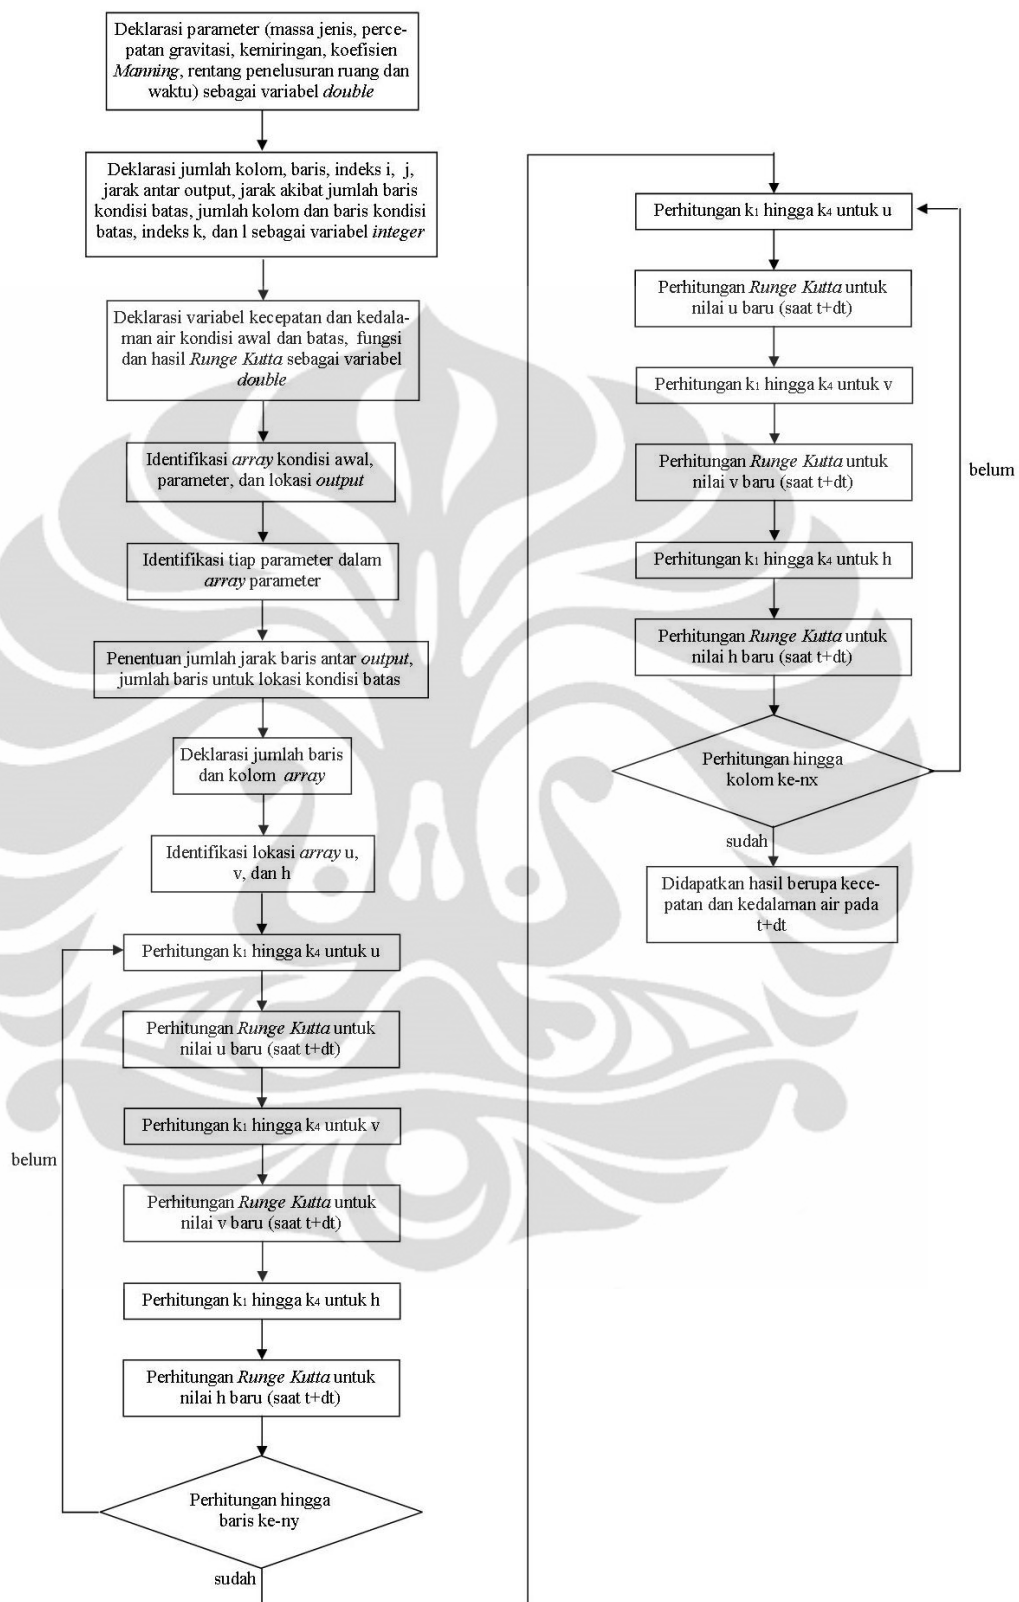 Deklarasi parameter (massa jenis, perce-
patan gravitasi, kemiringan, koefisien
Manning, rentang penelusuran ruang dan
waktu) sebagai variabel double
Deklarasi jumlah kolom, baris, indeks i, j,
jarak antar output, jarak akibat jumlah baris
kondisi batas, jumlah kolom dan baris kondisi
batas, indeks k, dan l sebagai variabel integer
Deklarasi variabel kecepatan dan kedala-
man air kondisi awal dan batas, fungsi
dan hasil Runge Kutta sebagai variabel
double
Identifikasi array kondisi awal,
parameter, dan lokasi output
Identifikasi tiap parameter dalam
array parameter
Penentuan jumlah jarak baris antar output,
jumlah baris untuk lokasi kondisi batas
Deklarasi jumlah baris
dan kolom array
Identifikasi lokasi array u,
v, dan h
Perhitungan k1 hingga k4 untuk u
Perhitungan Runge Kutta untuk
nilai u baru (saat t+dt)
Perhitungan k1 hingga k4 untuk v
belum
Perhitungan Runge Kutta untuk
nilai v baru (saat t+dt)
Perhitungan k1 hingga k4 untuk h
Perhitungan Runge Kutta untuk
nilai h baru (saat t+dt)
Perhitungan hingga
baris ke-ny
sudah
Perhitungan k1 hingga k4 untuk u
Perhitungan Runge Kutta untuk
nilai u baru (saat t+dt)
Perhitungan k1 hingga k4 untuk v
Perhitungan Runge Kutta untuk
nilai v baru (saat t+dt)
belum
Perhitungan k1 hingga k4 untuk h
Perhitungan Runge Kutta untuk
nilai h baru (saat t+dt)
Perhitungan hingga
kolom ke-nx
sudah
Didapatkan hasil berupa kece-
patan dan kedalaman air pada
t+dt